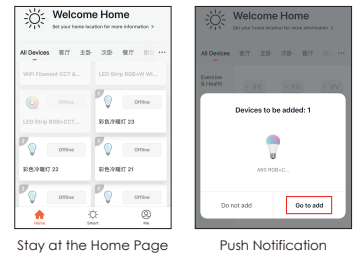 Welcome Home
Set your home location for more information >
All Devices 客厅 主卧 次卧 餐厅
WiFi Filament CCT &...
LED Strip RGB+W Wi...
Offline
Offline
LED Strip RGB+CCT...
彩色冷暖灯 23
Offline
Offline
彩色冷暖灯 22
彩色冷暖灯 21
Offline
Offline
Home
Smart
Me
Stay at the Home Page
Welcome Home
Set your home location for more information >
All Devices 客厅 主卧 次卧 餐厅
Exercise
& Health
Devices to be added: 1
A60 RGB+C...
Do not add
Go to add
Push Notification